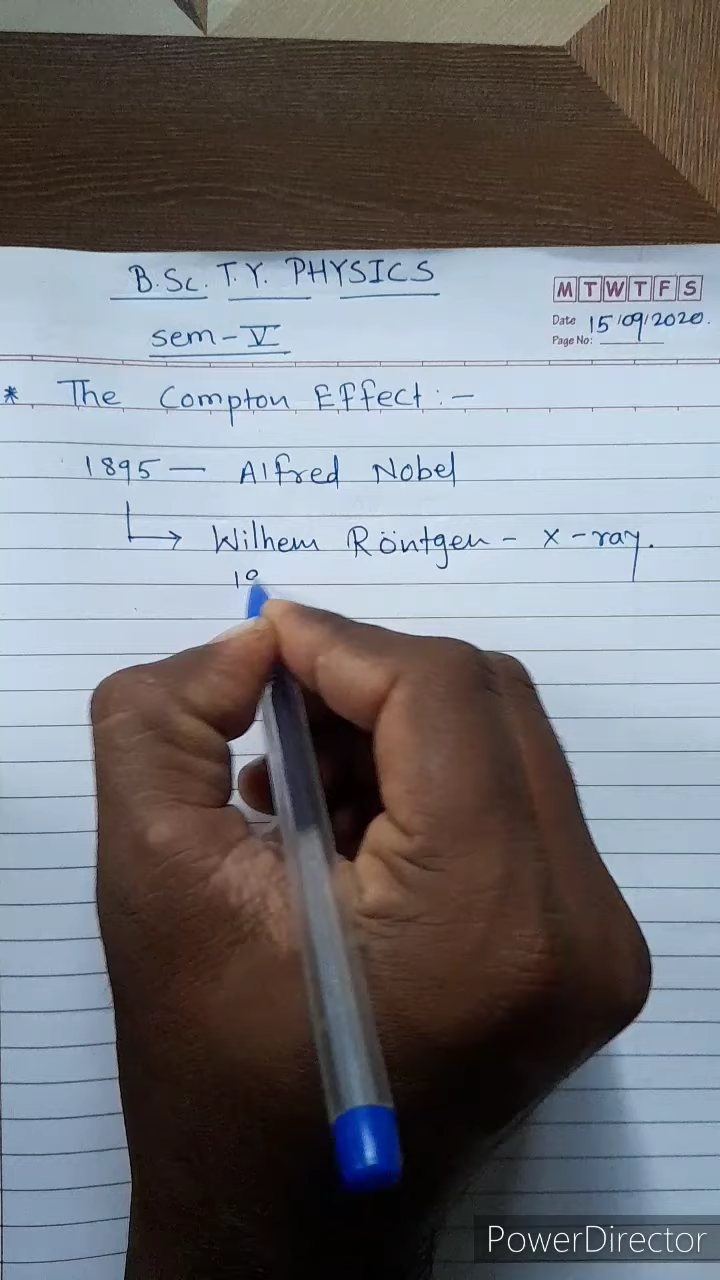 B.Sc. T.Y. PHYSICS
M T W T F S
Date 15/09/2020.
Page No:
sem-V
* The Compton Effect :-
1895 — Alfred Nobel
Wilhem Röntgen - x-ray.
PowerDirector